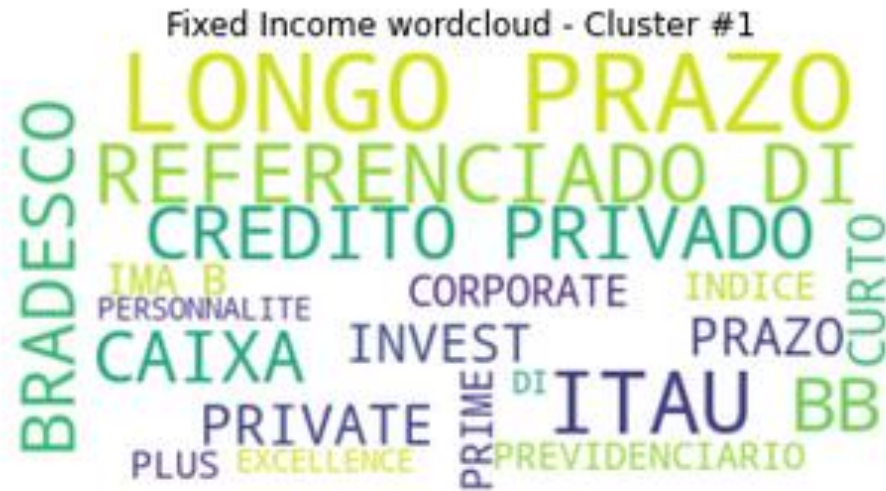 Fixed Income wordcloud - Cluster #1
LONGO PRAZO
BRADESCO
REFERENCIADO DI
CREDITO PRIVADO
CURTO
IMA B
CORPORATE
INDICE
PERSONNALITE
CAIXA
INVEST
PRAZO
PRIME
DI
ITAU
BB
PRIVATE
PLUS
EXCELLENCE
PREVIDENCIARIO